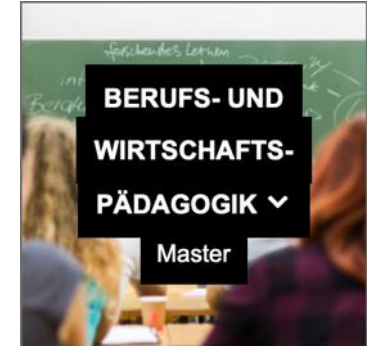 forschendes Lernen
BERUFS- UND
WIRTSCHAFTS-
PÄDAGOGIK
Master